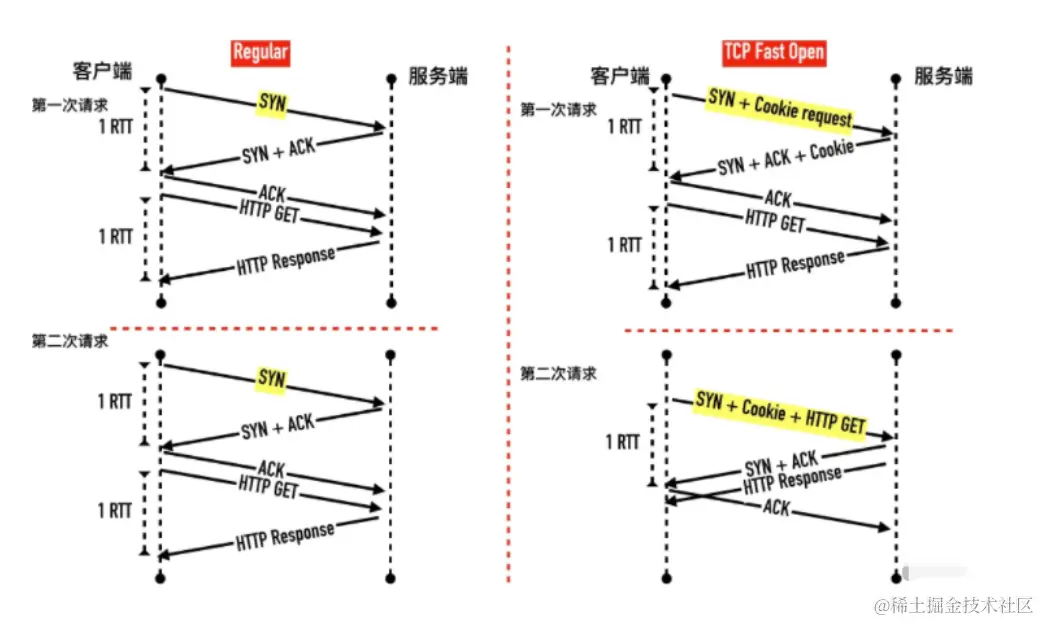 Regular
客户端
服务端
第一次请求
1 RTT
SYN
SYN + ACK
ACK
HTTP GET
1 RTT
HTTP Response
第二次请求
SYN
1 RTT
SYN + ACK
ACK
HTTP GET
1 RTT
HTTP Response
TCP Fast Open
客户端
服务端
第一次请求
SYN + Cookie request
1 RTT
SYN + ACK + Cookie
ACK
HTTP GET
1 RTT
HTTP Response
第二次请求
SYN + Cookie + HTTP GET
1 RTT
SYN + ACK
HTTP Response
ACK
@稀土掘金技术社区